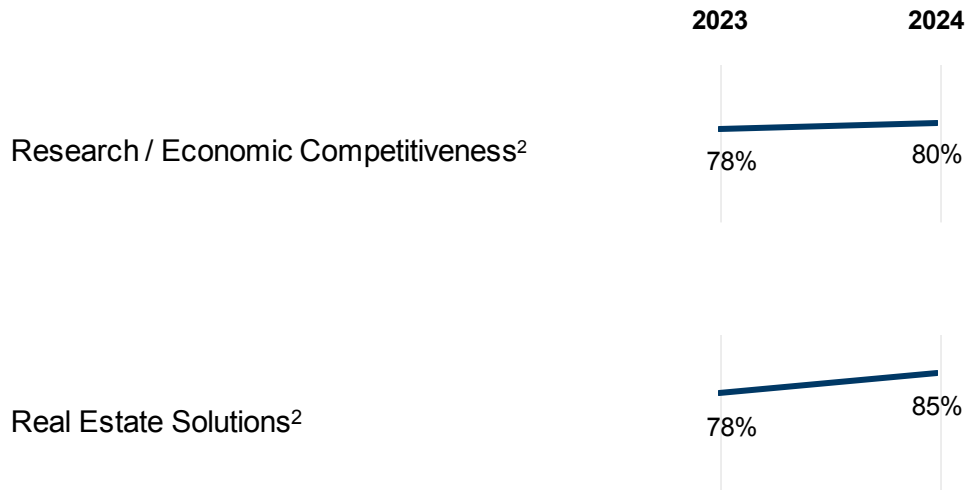 2023 2024
Research / Economic Competitiveness²
78% 80%
Real Estate Solutions²
78% 85%